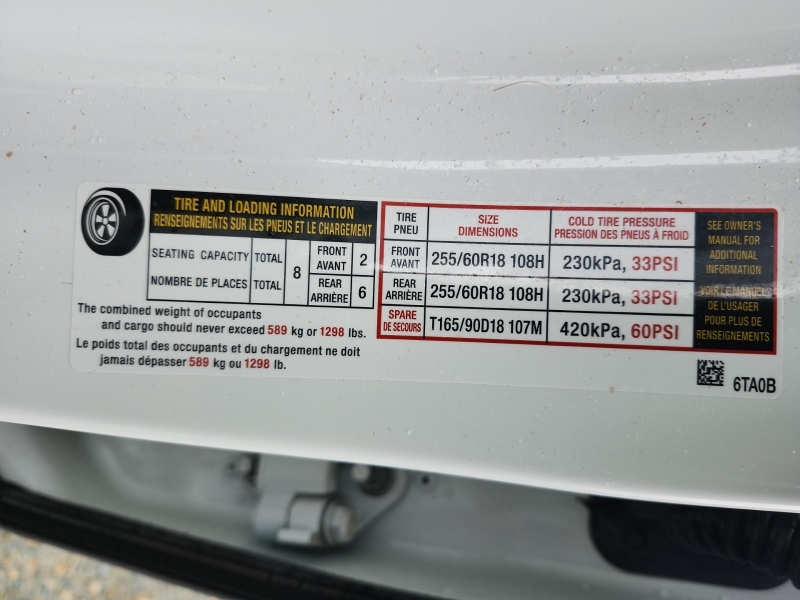 TIRE AND LOADING INFORMATION
RENSEIGNEMENTS SUR LES PNEUS ET LE CHARGEMENT
SEATING CAPACITY TOTAL
NOMBRE DE PLACES TOTAL
8
FRONT
AVANT
2
REAR
ARRIÈRE
6
The combined weight of occupants
and cargo should never exceed 589 kg or 1298 lbs.
Le poids total des occupants et du chargement ne doit
jamais dépasser 589 kg ou 1298 lb.
TIRE
PNEU
SIZE
DIMENSIONS
COLD TIRE PRESSURE
PRESSION DES PNEUS À FROID
FRONT
AVANT
255/60R18 108H
230kPa, 33PSI
REAR
ARRIÈRE
255/60R18 108H
230kPa, 33PSI
SPARE
DE SECOURS
T165/90D18 107M
420kPa, 60PSI
SEE OWNER'S
MANUAL FOR
ADDITIONAL
INFORMATION
VOIR LE MANUEL
DE L'USAGER
POUR PLUS DE
RENSEIGNEMENTS
6TA0B